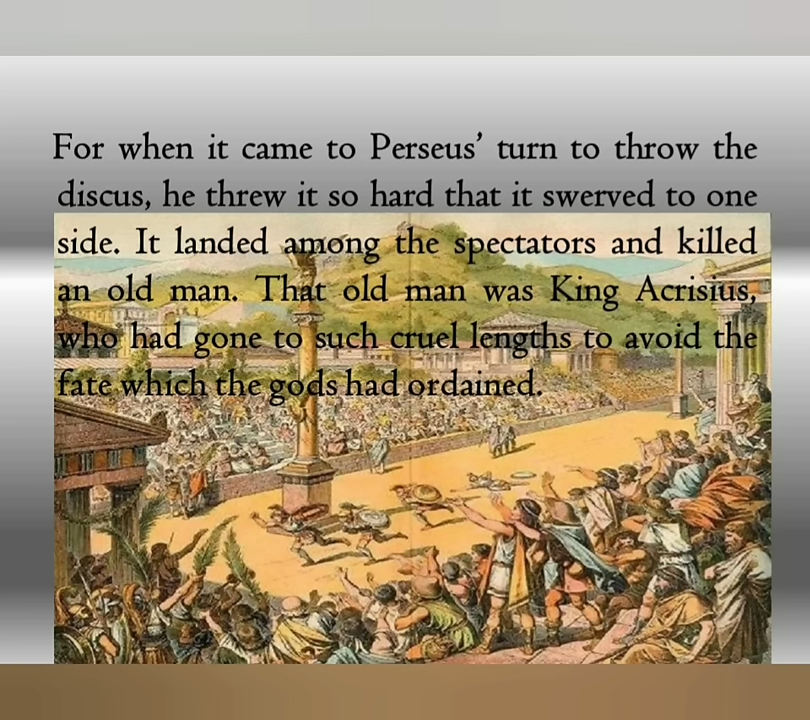 For when it came to Perseus’ turn to throw the
discus, he threw it so hard that it swerved to one
side. It landed among the spectators and killed
an old man. That old man was King Acrisius,
who had gone to such cruel lengths to avoid the
fate which the gods had ordained.